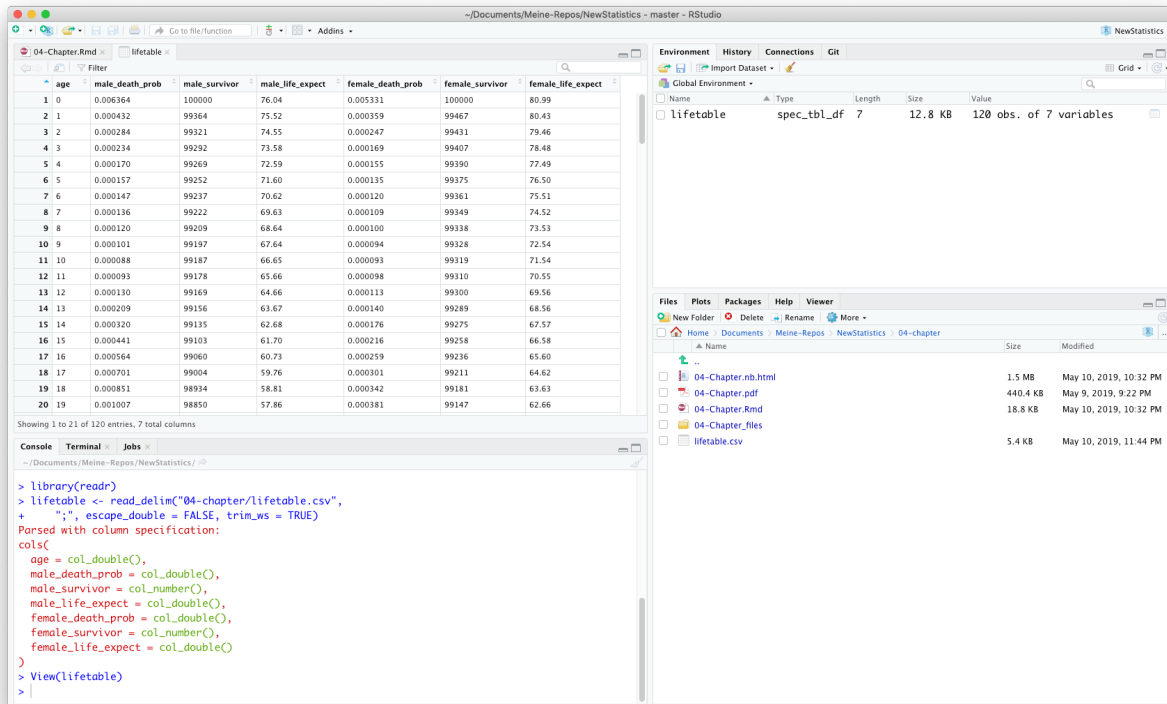 ~/Documents/Meine-Repos/NewStatistics - master - RStudio
Go to file/function Addins NewStatistics
04-Chapter.Rmd lifetable
Filter
age male_death_prob male_survivor male_life_expect female_death_prob female_survivor female_life_expect
1 0 0.006364 100000 76.04 0.005331 100000 80.99
2 1 0.000432 99364 75.52 0.000359 99467 80.43
3 2 0.000284 99321 74.55 0.000247 99431 79.46
4 3 0.000234 99292 73.58 0.000169 99407 78.48
5 4 0.000170 99269 72.59 0.000155 99390 77.49
6 5 0.000157 99252 71.60 0.000135 99375 76.50
7 6 0.000147 99237 70.62 0.000120 99361 75.51
8 7 0.000136 99222 69.63 0.000109 99349 74.52
9 8 0.000120 99209 68.64 0.000100 99338 73.53
10 9 0.000101 99197 67.64 0.000094 99328 72.54
11 10 0.000088 99187 66.65 0.000093 99319 71.54
12 11 0.000093 99178 65.66 0.000098 99310 70.55
13 12 0.000130 99169 64.66 0.000113 99300 69.56
14 13 0.000209 99156 63.67 0.000140 99289 68.56
15 14 0.000320 99135 62.68 0.000176 99275 67.57
16 15 0.000441 99103 61.70 0.000216 99258 66.58
17 16 0.000564 99060 60.73 0.000259 99236 65.60
18 17 0.000701 99004 59.76 0.000301 99211 64.62
19 18 0.000851 98934 58.81 0.000342 99181 63.63
20 19 0.001007 98850 57.86 0.000381 99147 62.66
Showing 1 to 21 of 120 entries, 7 total columns
Console Terminal Jobs
~/Documents/Meine-Repos/NewStatistics/
> library(readr)
> lifetable <- read_delim("04-chapter/lifetable.csv",
+ ";", escape_double = FALSE, trim_ws = TRUE)
Parsed with column specification:
cols(
age = col_double(),
male_death_prob = col_double(),
male_survivor = col_number(),
male_life_expect = col_double(),
female_death_prob = col_double(),
female_survivor = col_number(),
female_life_expect = col_double()
)
> View(lifetable)
>
Environment History Connections Git
Import Dataset Grid
Global Environment
Name Type Length Size Value
lifetable spec_tbl_df 7 12.8 KB 120 obs. of 7 variables
Files Plots Packages Help Viewer
New Folder Delete Rename More
Home Documents Meine-Repos NewStatistics 04-chapter ...
Name Size Modified
..
04-Chapter.nb.html 1.5 MB May 10, 2019, 10:32 PM
04-Chapter.pdf 440.4 KB May 9, 2019, 9:22 PM
04-Chapter.Rmd 18.8 KB May 10, 2019, 10:32 PM
04-Chapter_files
lifetable.csv 5.4 KB May 10, 2019, 11:44 PM